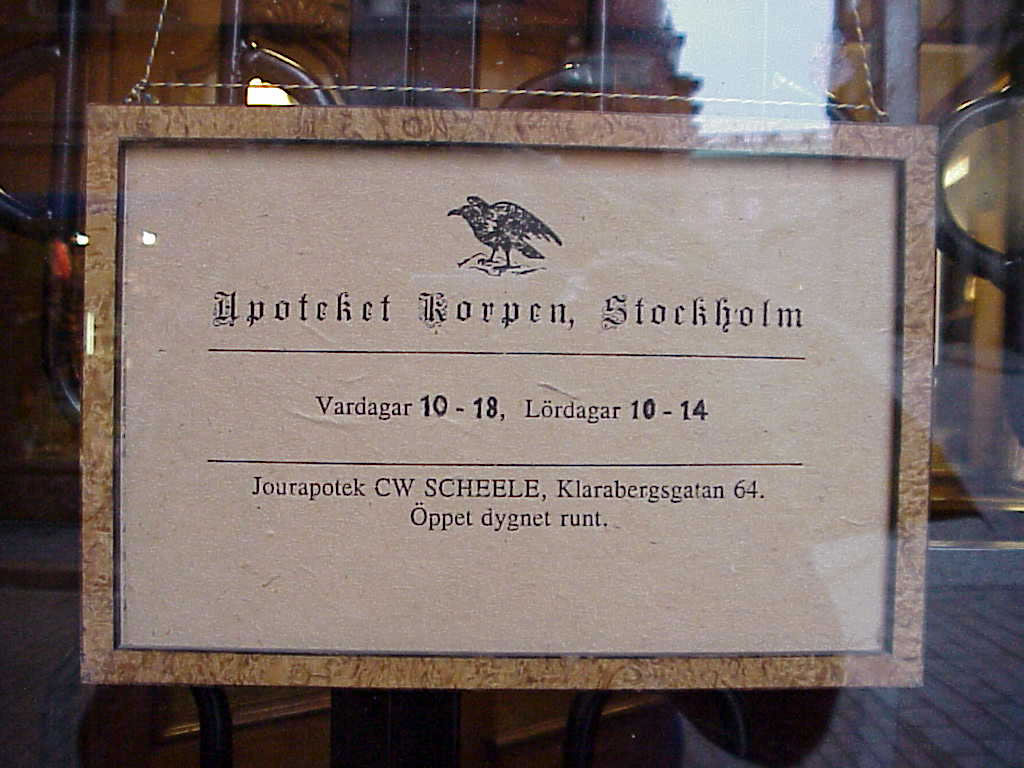 Apoteket Korpen, Stockholm
Vardagar 10 - 18, Lördagar 10 - 14
Jourapotek CW SCHEELE, Klarabergsgatan 64.
Öppet dygnet runt.